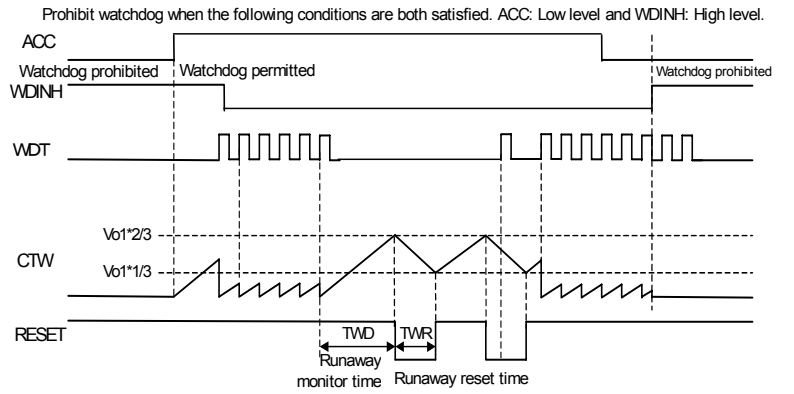 Prohibit watchdog when the following conditions are both satisfied. ACC: Low level and WDINH: High level.
ACC
Watchdog prohibited
Watchdog permitted
Watchdog prohibited
WDINH
WDT
Vo1*2/3
CTW
Vo1*1/3
RESET
TWD
TWR
Runaway
monitor time
Runaway reset time